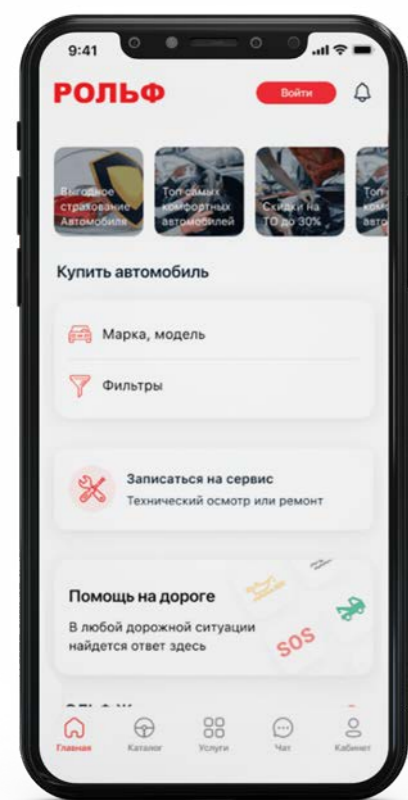 9:41
РОЛЬФ
Войти
Выгодное
страхование
Автомобиля
Топ самых
комфортных
автомобилей
Скидки на
ТО до 30%
Топ
Купить автомобиль
Марка, модель
Фильтры
Записаться на сервис
Технический осмотр или ремонт
Помощь на дороге
В любой дорожной ситуации
найдется ответ здесь
SOS
Главная
Каталог
Услуги
Чат
Кабинет